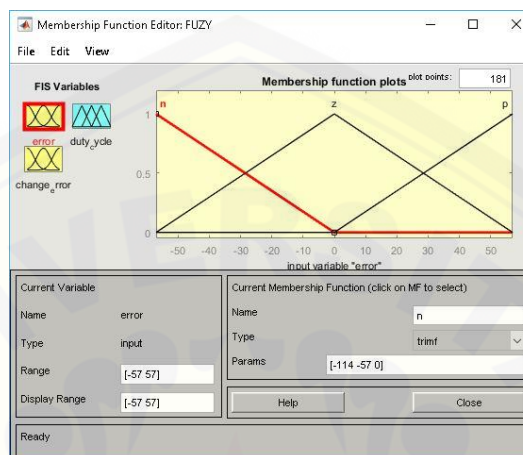 Membership Function Editor: FUZY
File Edit View
FIS Variables
error
duty_cycle
change_error
Membership function plots
plot points:
181
n
z
p
1
0.5
0
-50 -40 -30 -20 -10 0 10 20 30 40 50
input variable "error"
Current Variable
Name error
Type input
Range [-57 57]
Display Range [-57 57]
Current Membership Function (click on MF to select)
Name n
Type trimf
Params [-114 -57 0]
Help
Close
Ready